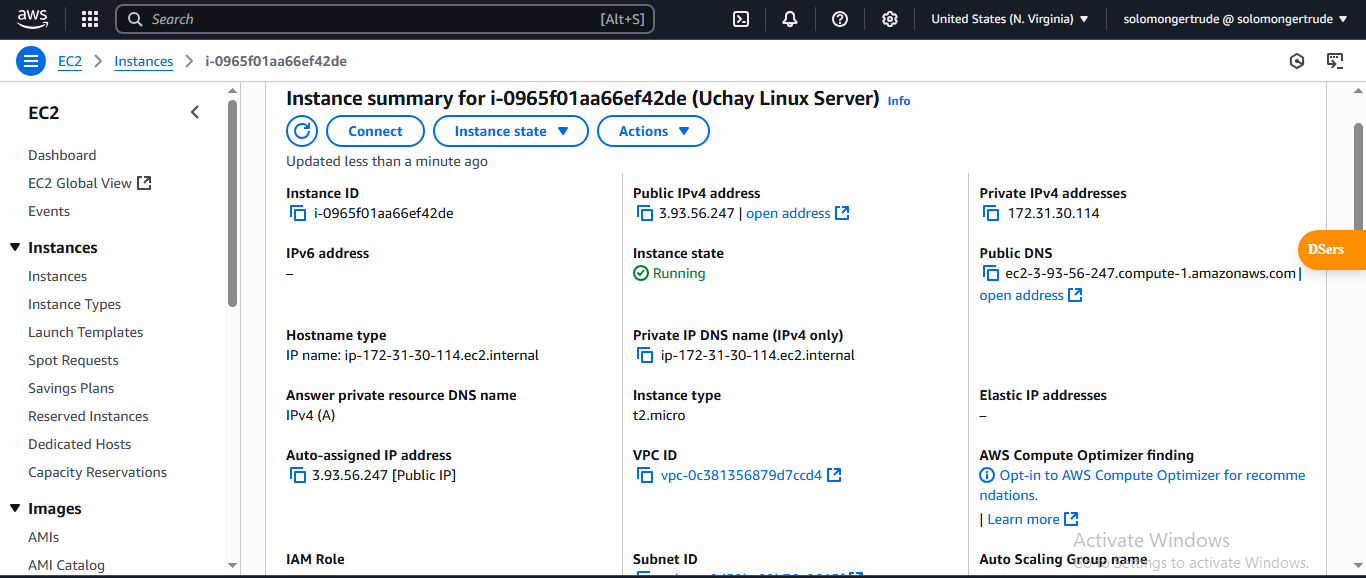 aws
Search
[Alt+S]
United States (N. Virginia)
solomongertrude @ solomongertrude
EC2
Instances
i-0965f01aa66ef42de
EC2
Dashboard
EC2 Global View
Events
Instances
Instances
Instance Types
Launch Templates
Spot Requests
Savings Plans
Reserved Instances
Dedicated Hosts
Capacity Reservations
Images
AMIs
AMI Catalog
Instance summary for i-0965f01aa66ef42de (Uchay Linux Server) Info
Connect
Instance state
Actions
Updated less than a minute ago
Instance ID
i-0965f01aa66ef42de
Public IPv4 address
3.93.56.247 | open address
Private IPv4 addresses
172.31.30.114
IPv6 address
–
Instance state
Running
Public DNS
ec2-3-93-56-247.compute-1.amazonaws.com |
open address
Hostname type
IP name: ip-172-31-30-114.ec2.internal
Private IP DNS name (IPv4 only)
ip-172-31-30-114.ec2.internal
Answer private resource DNS name
IPv4 (A)
Instance type
t2.micro
Elastic IP addresses
–
Auto-assigned IP address
3.93.56.247 [Public IP]
VPC ID
vpc-0c381356879d7ccd4
AWS Compute Optimizer finding
Opt-in to AWS Compute Optimizer for recomme
ndations.
| Learn more
IAM Role
Subnet ID
Auto Scaling Group name
DSers
Activate Windows
Go to Settings to activate Windows.